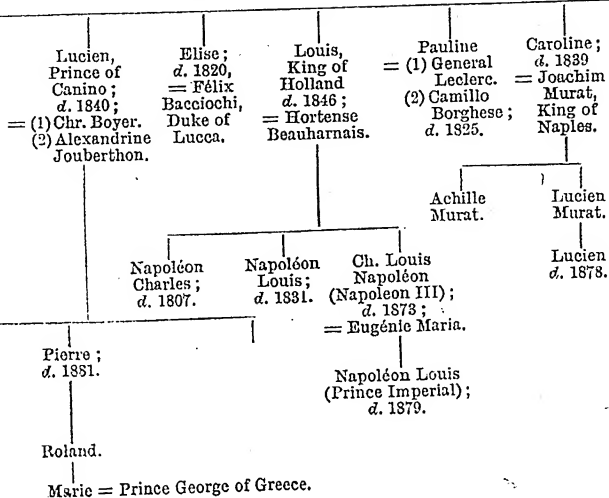 Lucien,
Prince of
Canino;
d. 1840;
= (1) Chr. Boyer.
(2) Alexandrine
Jouberthon.
Elise;
d. 1820,
= Félix
Bacciochi,
Duke of
Lucca.
Louis,
King of
Holland
d. 1846;
= Hortense
Beauharnais.
Pauline
= (1) General
Leclerc.
(2) Camillo
Borghese;
d. 1825.
Caroline;
d. 1839
= Joachim
Murat,
King of
Naples.
Achille
Murat.
Lucien
Murat.
Lucien
d. 1878.
Napoléon
Charles;
d. 1807.
Napoléon
Louis;
d. 1831.
Ch. Louis
Napoléon
(Napoleon III);
d. 1873;
= Eugénie Maria.
Napoléon Louis
(Prince Imperial);
d. 1879.
Pierre;
d. 1881.
Roland.
Marie = Prince George of Greece.